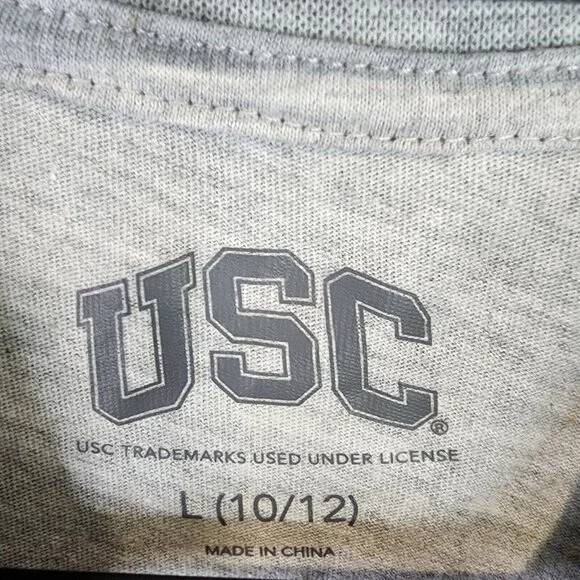 USC®
USC TRADEMARKS USED UNDER LICENSE
L (10/12)
MADE IN CHINA